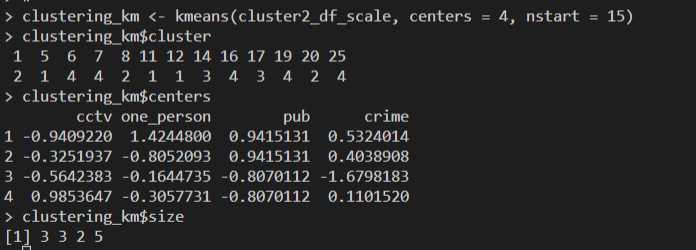 > clustering_km <- kmeans(cluster2_df_scale, centers = 4, nstart = 15)
> clustering_km$cluster
 1  5  6  7  8 11 12 14 16 17 19 20 25
 2  1  4  4  2  1  1  3  4  3  4  2  4
> clustering_km$centers
        cctv one_person        pub      crime
1 -0.9409220  1.4244800  0.9415131  0.5324014
2 -0.3251937 -0.8052093  0.9415131  0.4038908
3 -0.5642383 -0.1644735 -0.8070112 -1.6798183
4  0.9853647 -0.3057731 -0.8070112  0.1101520
> clustering_km$size
[1] 3 3 2 5